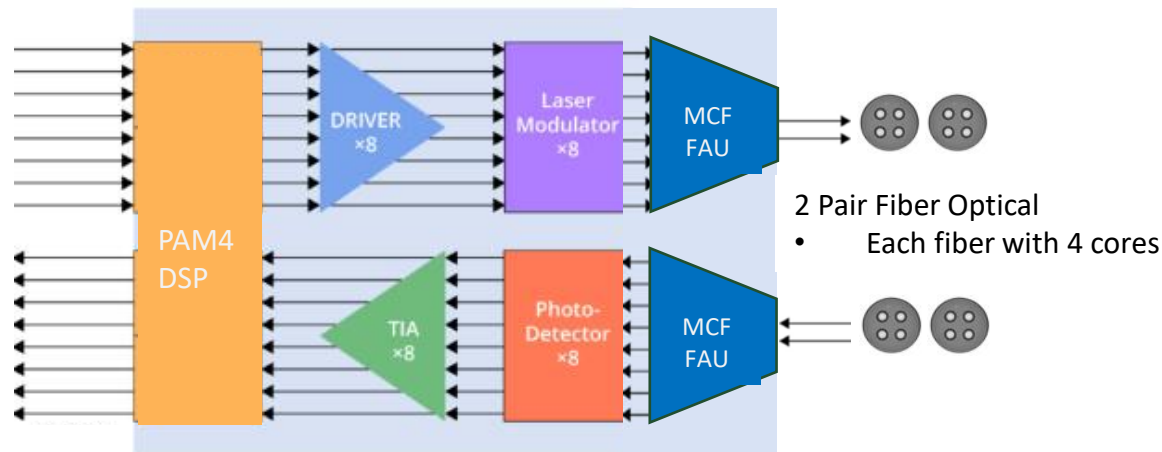 DRIVER
×8
Laser
Modulator
×8
MCF
FAU
2 Pair Fiber Optical
• Each fiber with 4 cores
PAM4
DSP
TIA
×8
Photo-
Detector
×8
MCF
FAU